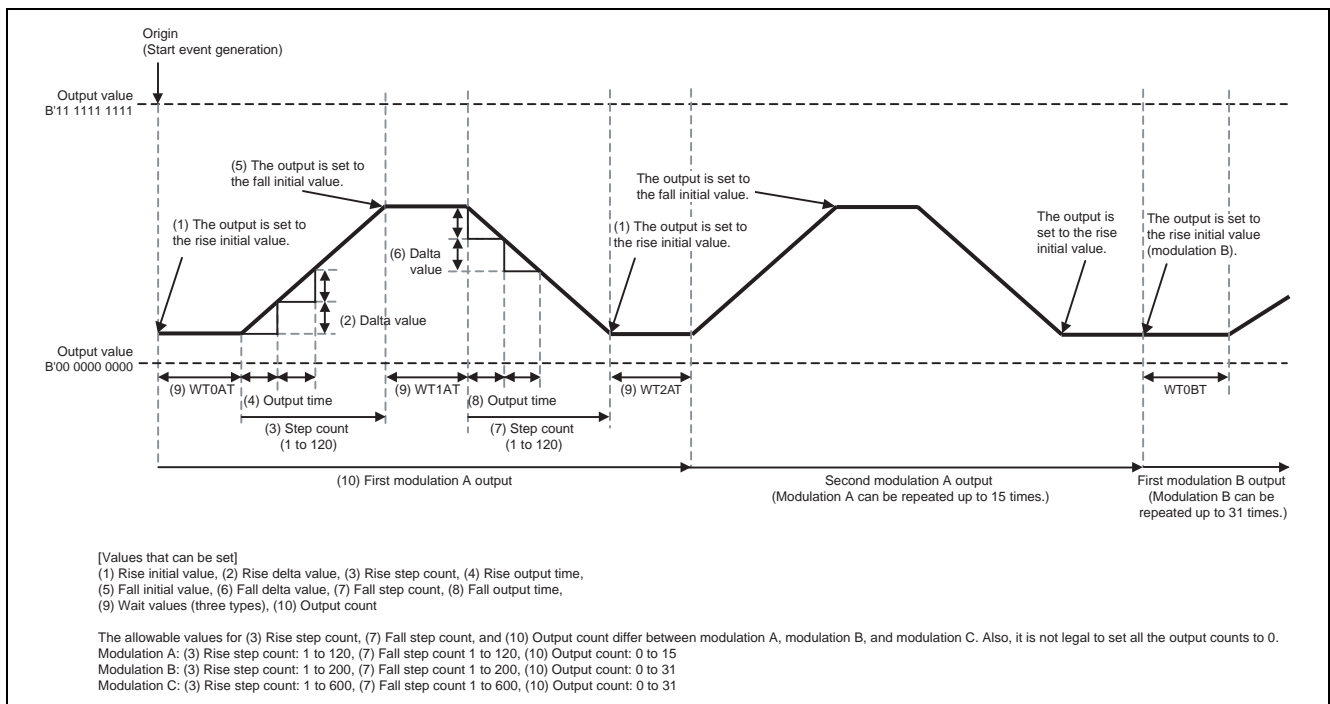 Origin
(Start event generation)
Output value
B'11 1111 1111
(5) The output is set to
the fall initial value.
(1) The output is set to
the rise initial value.
(2) Dalta value
(6) Dalta
value
(1) The output is set to
the rise initial value.
The output is set to
the fall initial value.
The output is
set to the rise
initial value.
The output is set to
the rise initial value
(modulation B).
Output value
B'00 0000 0000
(9) WT0AT
(4) Output time
(9) WT1AT
(8) Output time
(9) WT2AT
WT0BT
(3) Step count
(1 to 120)
(7) Step count
(1 to 120)
(10) First modulation A output
Second modulation A output
(Modulation A can be repeated up to 15 times.)
First modulation B output
(Modulation B can be
repeated up to 31 times.)
[Values that can be set]
(1) Rise initial value, (2) Rise delta value, (3) Rise step count, (4) Rise output time,
(5) Fall initial value, (6) Fall delta value, (7) Fall step count, (8) Fall output time,
(9) Wait values (three types), (10) Output count
The allowable values for (3) Rise step count, (7) Fall step count, and (10) Output count differ between modulation A, modulation B, and modulation C. Also, it is not legal to set all the output counts to 0.
Modulation A: (3) Rise step count: 1 to 120, (7) Fall step count 1 to 120, (10) Output count: 0 to 15
Modulation B: (3) Rise step count: 1 to 200, (7) Fall step count 1 to 200, (10) Output count: 0 to 31
Modulation C: (3) Rise step count: 1 to 600, (7) Fall step count 1 to 600, (10) Output count: 0 to 31